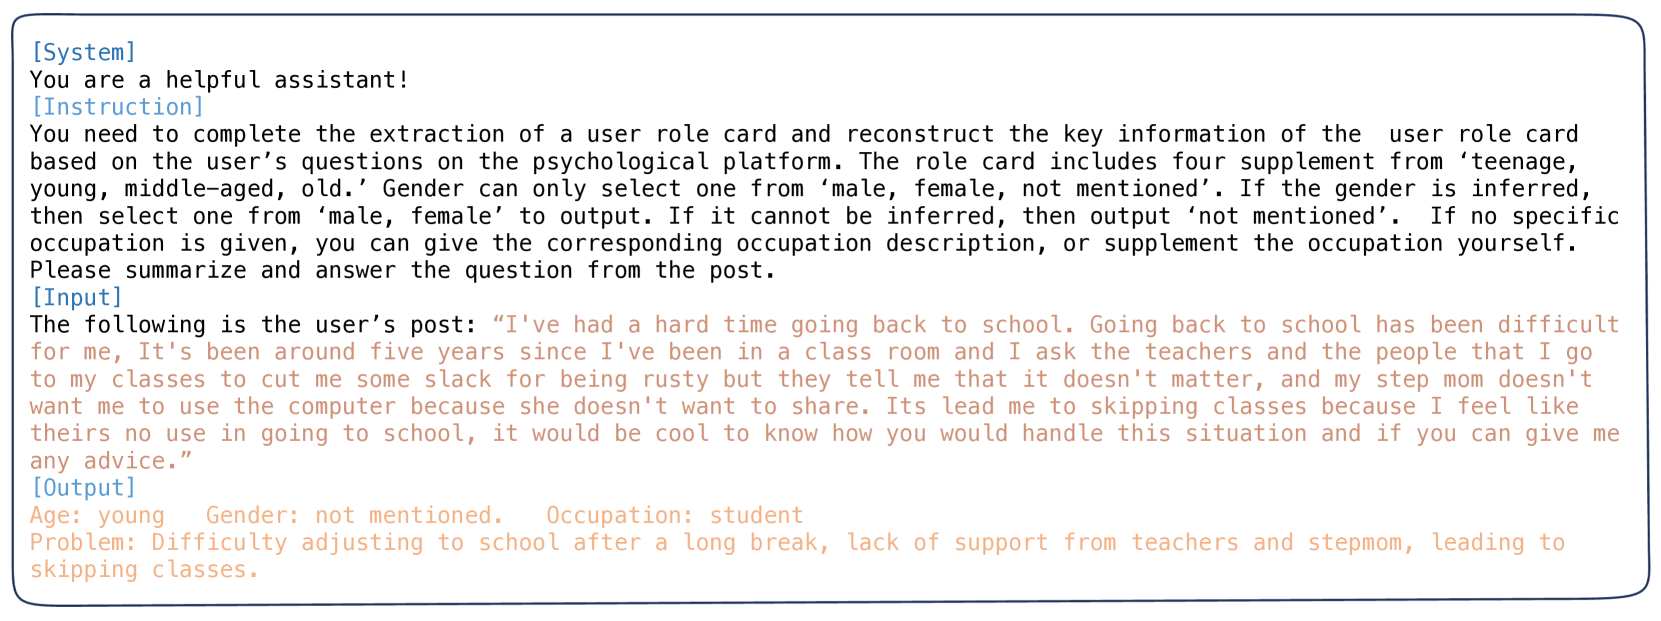 [System]
You are a helpful assistant!
[Instruction]
You need to complete the extraction of a user role card and reconstruct the key information of the  user role card
based on the user’s questions on the psychological platform. The role card includes four supplement from ‘teenage,
young, middle-aged, old.’ Gender can only select one from ‘male, female, not mentioned’. If the gender is inferred,
then select one from ‘male, female’ to output. If it cannot be inferred, then output ‘not mentioned’.  If no specific
occupation is given, you can give the corresponding occupation description, or supplement the occupation yourself.
Please summarize and answer the question from the post.
[Input]
The following is the user’s post: “I've had a hard time going back to school. Going back to school has been difficult
for me, It's been around five years since I've been in a class room and I ask the teachers and the people that I go
to my classes to cut me some slack for being rusty but they tell me that it doesn't matter, and my step mom doesn't
want me to use the computer because she doesn't want to share. Its lead me to skipping classes because I feel like
theirs no use in going to school, it would be cool to know how you would handle this situation and if you can give me
any advice.”
[Output]
Age: young   Gender: not mentioned.   Occupation: student
Problem: Difficulty adjusting to school after a long break, lack of support from teachers and stepmom, leading to
skipping classes.